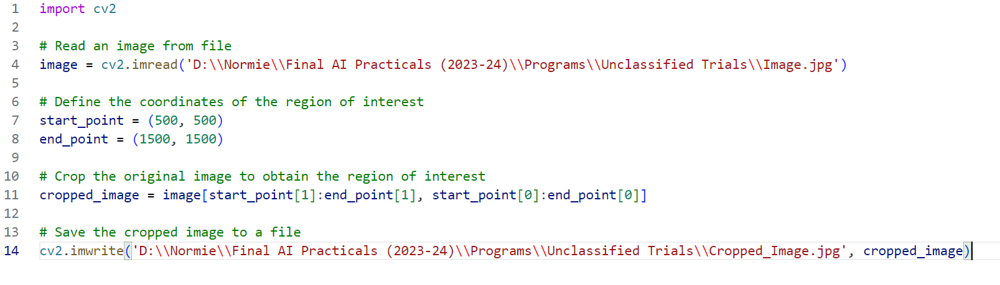 1 import cv2
2
3 # Read an image from file
4 image = cv2.imread('D:\\Normie\\Final AI Practicals (2023-24)\\Programs\\Unclassified Trials\\Image.jpg')
5
6 # Define the coordinates of the region of interest
7 start_point = (500, 500)
8 end_point = (1500, 1500)
9
10 # Crop the original image to obtain the region of interest
11 cropped_image = image[start_point[1]:end_point[1], start_point[0]:end_point[0]]
12
13 # Save the cropped image to a file
14 cv2.imwrite('D:\\Normie\\Final AI Practicals (2023-24)\\Programs\\Unclassified Trials\\Cropped_Image.jpg', cropped_image)